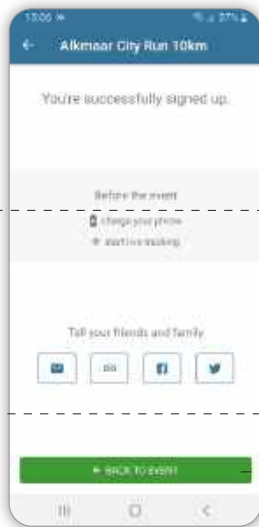 13:06
37%
Alkmaar City Run 10km
You're successfully signed up.
Before the event
charge your phone
start live tracking
Tell your friends and family
← BACK TO EVENT